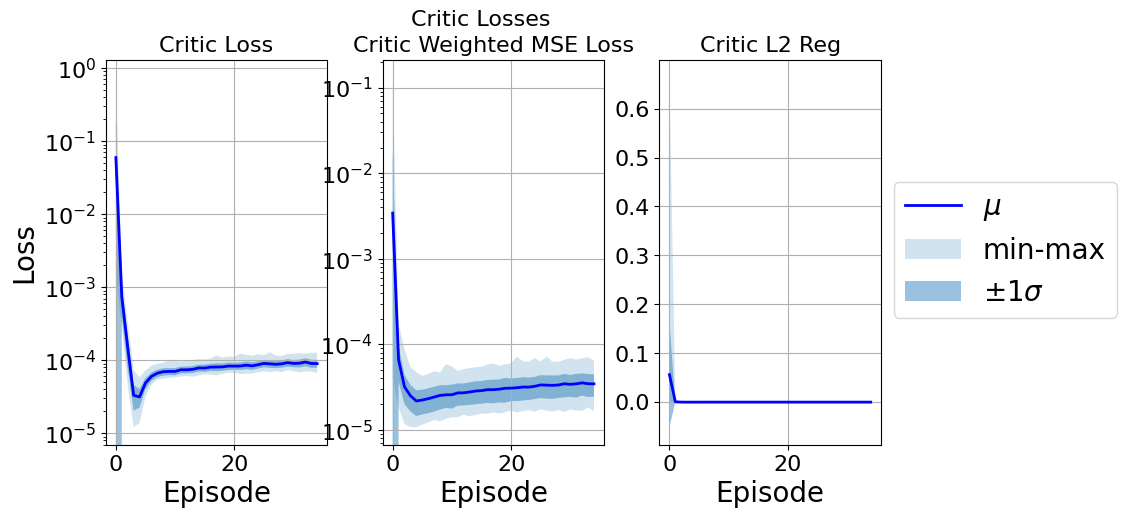 Critic Losses
Critic Loss
Critic Weighted MSE Loss
Critic L2 Reg
Loss
10⁰
10⁻¹
10⁻²
10⁻³
10⁻⁴
10⁻⁵
0 20
Episode
10⁻¹
10⁻²
10⁻³
10⁻⁴
10⁻⁵
0 20
Episode
0.6
0.5
0.4
0.3
0.2
0.1
0.0
0 20
Episode
μ
min-max
±1σ